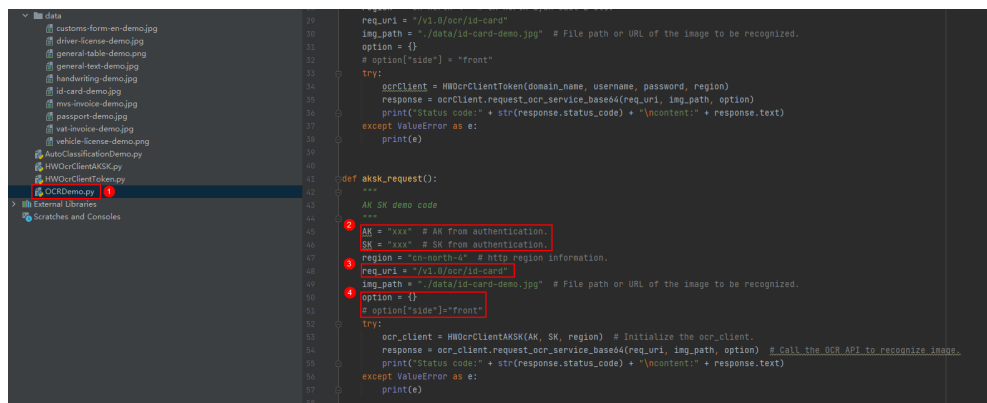 data
customs-form-en-demo.jpg
driver-license-demo.jpg
general-table-demo.png
general-text-demo.jpg
handwriting-demo.jpg
id-card-demo.jpg
mvs-invoice-demo.jpg
passport-demo.jpg
vat-invoice-demo.jpg
vehicle-license-demo.png
AutoClassificationDemo.py
HWOcrClientAKSK.py
HWOcrClientToken.py
OCRDemo.py 1
External Libraries
Scratches and Consoles
29 req_uri = "/v1.0/ocr/id-card"
30 img_path = "./data/id-card-demo.jpg"  # File path or URL of the image to be recognized.
31 option = {}
32 # option["side"] = "front"
33 try:
34 ocrClient = HWOcrClientToken(domain_name, username, password, region)
35 response = ocrClient.request_ocr_service_base64(req_uri, img_path, option)
36 print("Status code:" + str(response.status_code) + "\ncontent:" + response.text)
37 except ValueError as e:
38 print(e)
39
40
41 def aksk_request():
42 """
43 AK SK demo code
44 """
2
45 AK = "xxx"  # AK from authentication.
46 SK = "xxx"  # SK from authentication.
47 region = "cn-north-4"  # http region information.
3
48 req_uri = "/v1.0/ocr/id-card"
49 img_path = "./data/id-card-demo.jpg"  # File path or URL of the image to be recognized.
4
50 option = {}
51 # option["side"]="front"
52 try:
53 ocr_client = HWOcrClientAKSK(AK, SK, region)  # Initialize the ocr_client.
54 response = ocr_client.request_ocr_service_base64(req_uri, img_path, option)  # Call the OCR API to recognize image.
55 print("Status code:" + str(response.status_code) + "\ncontent:" + response.text)
56 except ValueError as e:
57 print(e)